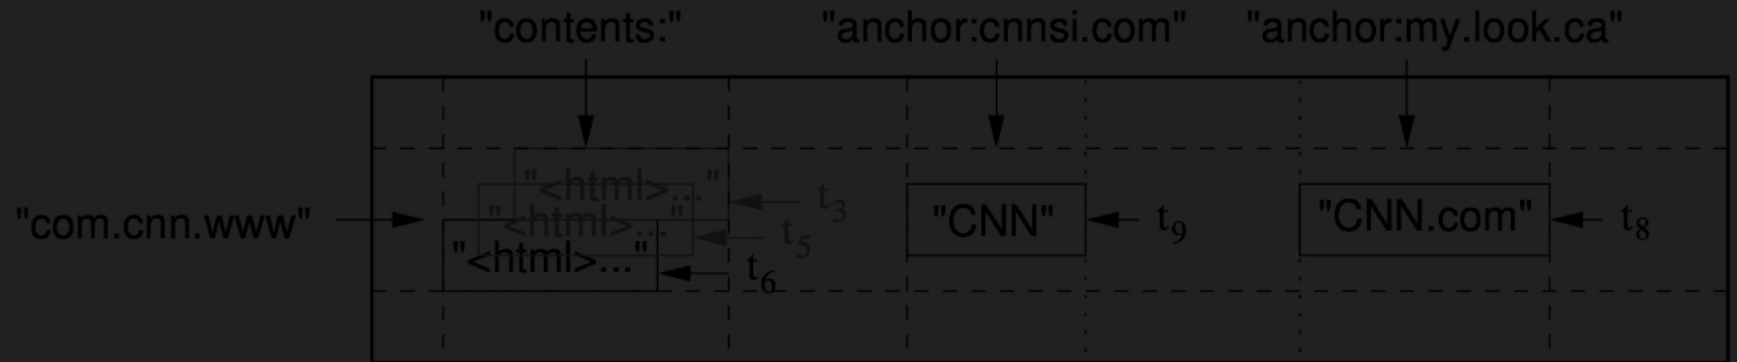 "contents:" "anchor:cnnsi.com" "anchor:my.look.ca"
"<html>..." t3
"com.cnn.www" "<html>..." t5 "CNN" t9 "CNN.com" t8
"<html>..." t6